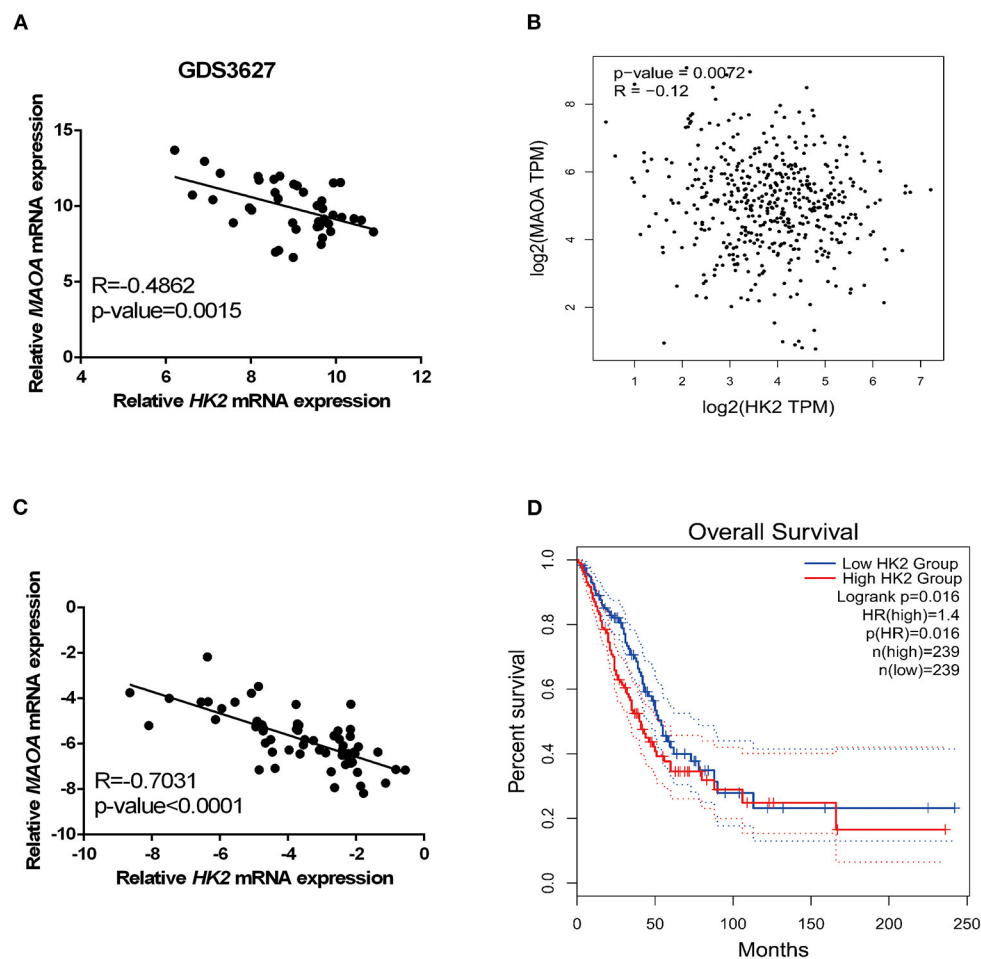 A
GDS3627
Relative MAOA mRNA expression
15
10
5
0
R=-0.4862
p-value=0.0015
4
6
8
10
12
Relative HK2 mRNA expression
B
p−value = 0.0072
R = −0.12
log2(MAOA TPM)
8
6
4
2
1
2
3
4
5
6
7
log2(HK2 TPM)
C
Relative MAOA mRNA expression
0
-2
-4
-6
-8
-10
R=-0.7031
p-value<0.0001
-10
-8
-6
-4
-2
0
Relative HK2 mRNA expression
D
Overall Survival
Low HK2 Group
High HK2 Group
Logrank p=0.016
HR(high)=1.4
p(HR)=0.016
n(high)=239
n(low)=239
Percent survival
1.0
0.8
0.6
0.4
0.2
0.0
0
50
100
150
200
250
Months